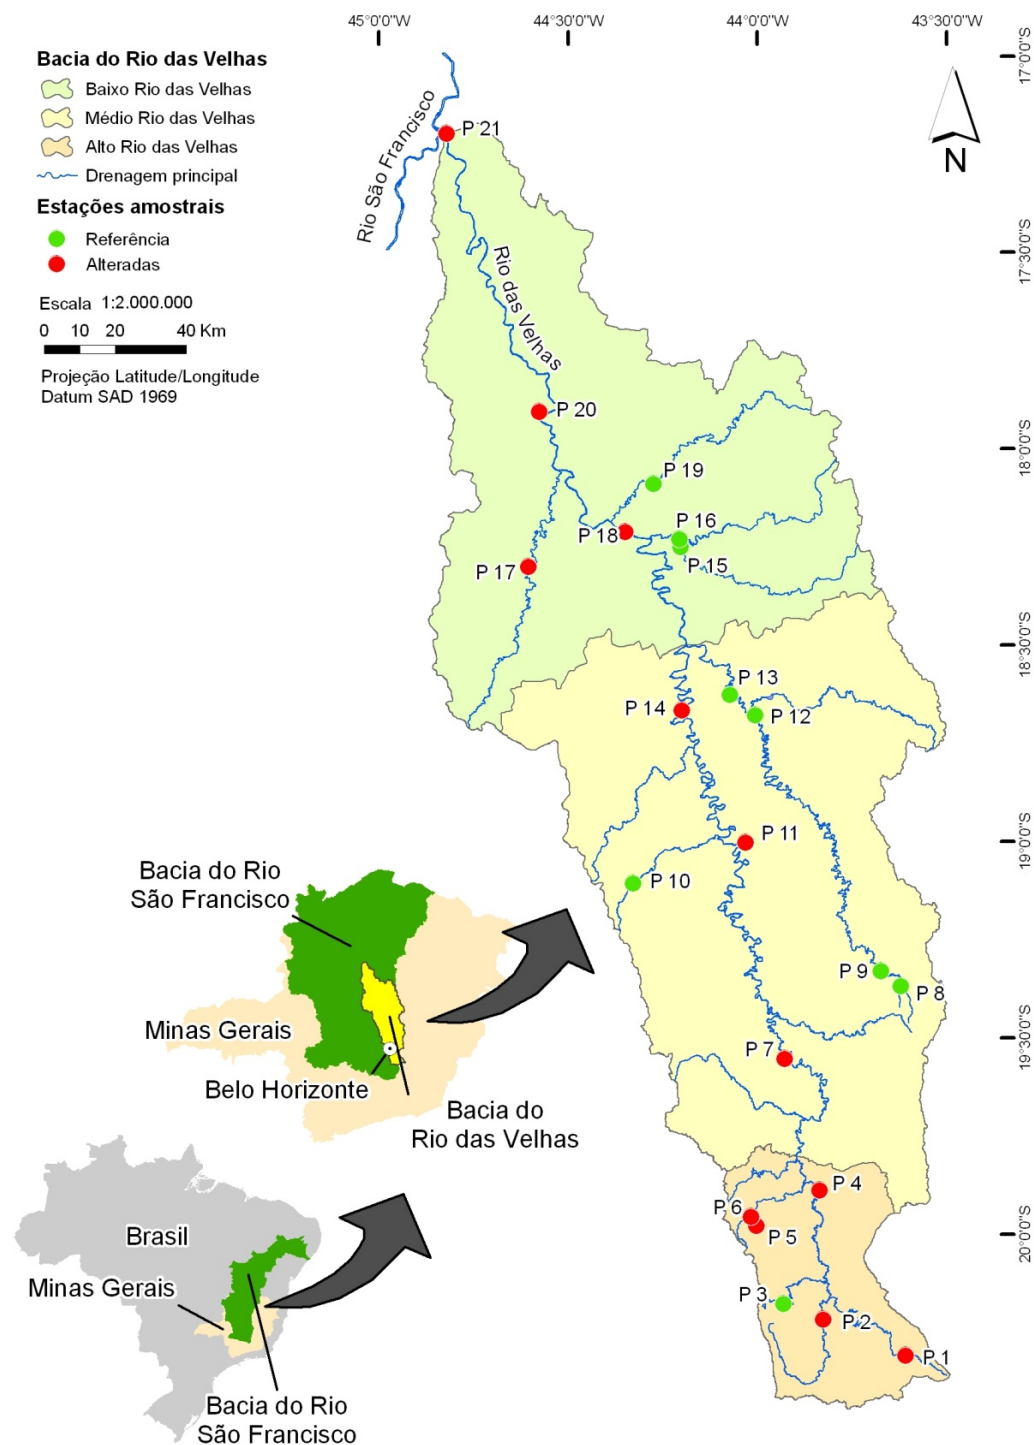 45°0'0"W 44°30'0"W 44°0'0"W 43°30'0"W
17°0'0"S
17°30'0"S
18°0'0"S
18°30'0"S
19°0'0"S
19°30'0"S
20°0'0"S
Bacia do Rio das Velhas
Baixo Rio das Velhas
Médio Rio das Velhas
Alto Rio das Velhas
Drenagem principal
Estações amostrais
Referência
Alteradas
Escala 1:2.000.000
0 10 20 40 Km
Projeção Latitude/Longitude
Datum SAD 1969
N
Rio São Francisco
Rio das Velhas
P 21
P 20
P 19
P 16
P 18
P 15
P 17
P 13
P 14
P 12
P 11
P 10
P 9
P 8
P 7
P 4
P 6
P 5
P 3
P 2
P 1
Bacia do Rio
São Francisco
Minas Gerais
Belo Horizonte
Bacia do
Rio das Velhas
Brasil
Minas Gerais
Bacia do Rio
São Francisco